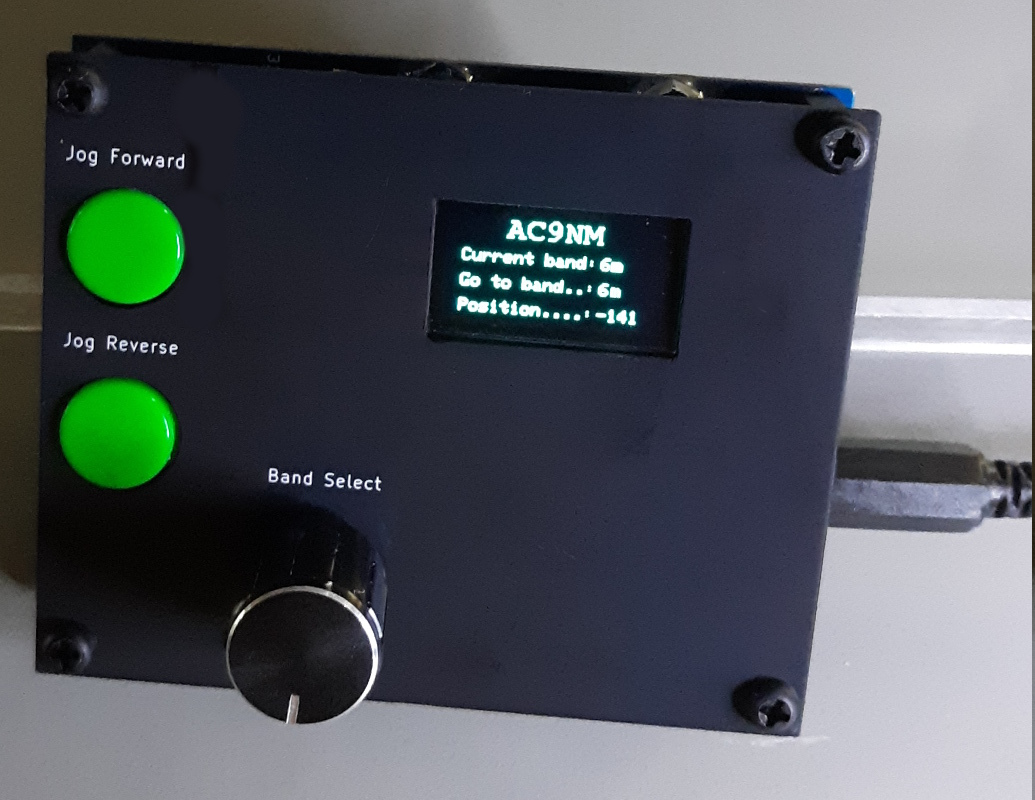 Jog Forward
AC9NM
Current band: 6m
Go to band..: 6m
Position....:-141
Jog Reverse
Band Select